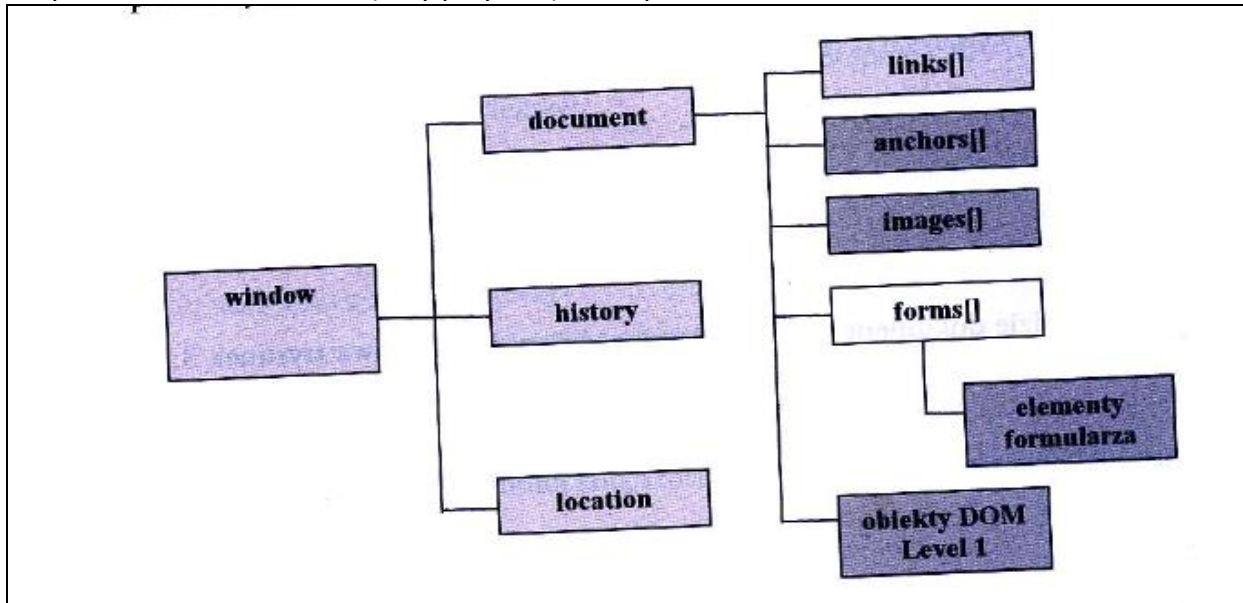 document
links[]
anchors[]
images[]
window
history
forms[]
elementy
formularza
location
obiekty DOM
Level 1